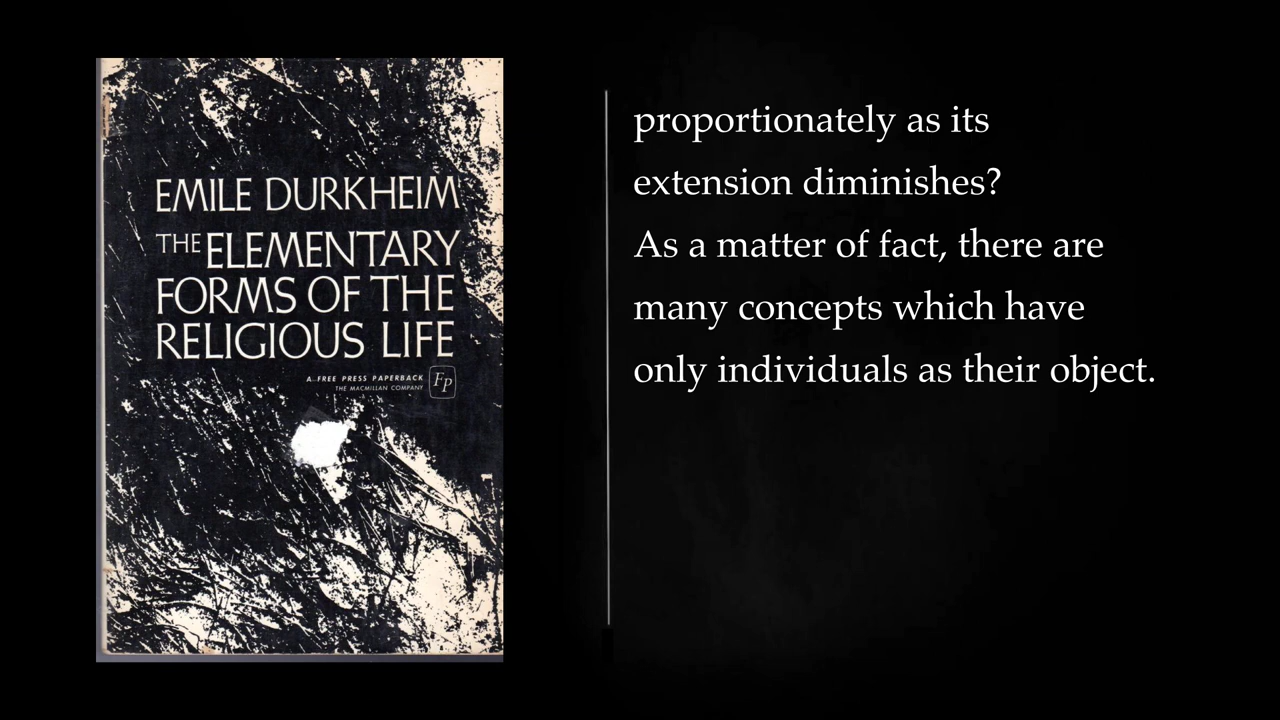 EMILE DURKHEIM
THE ELEMENTARY
FORMS OF THE
RELIGIOUS LIFE
A FREE PRESS PAPERBACK
THE MACMILLAN COMPANY
Fp
proportionately as its
extension diminishes?
As a matter of fact, there are
many concepts which have
only individuals as their object.